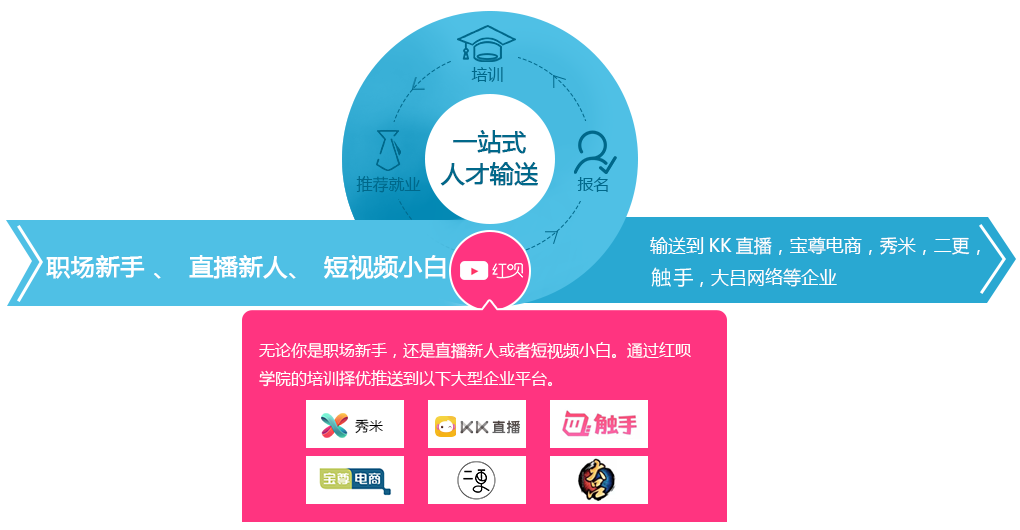 培训
一站式
人才输送
推荐就业
报名
职场新手 、 直播新人、 短视频小白
红呗
输送到 KK 直播，宝尊电商，秀米，二更，
触手，大吕网络等企业
无论你是职场新手，还是直播新人或者短视频小白。通过红呗
学院的培训择优推送到以下大型企业平台。
秀米
KK 直播
触手
宝尊电商
二更
大吕